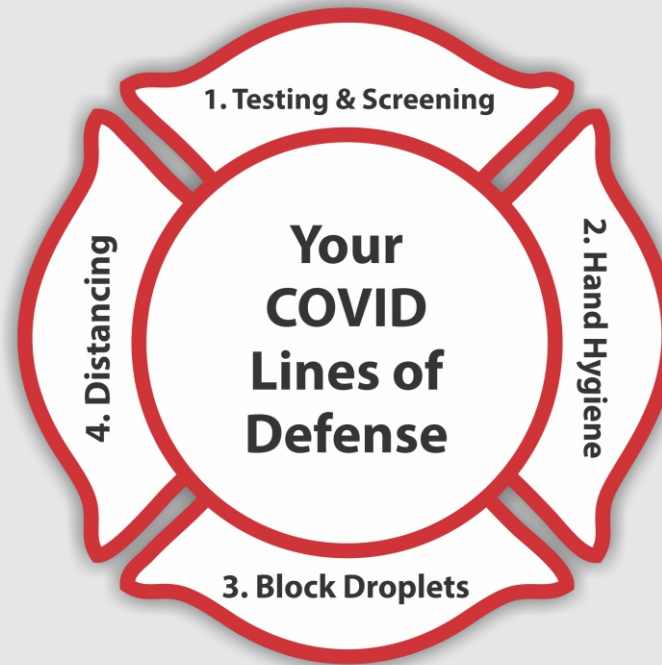 Your
COVID
Lines of
Defense
1. Testing & Screening
2. Hand Hygiene
3. Block Droplets
4. Distancing